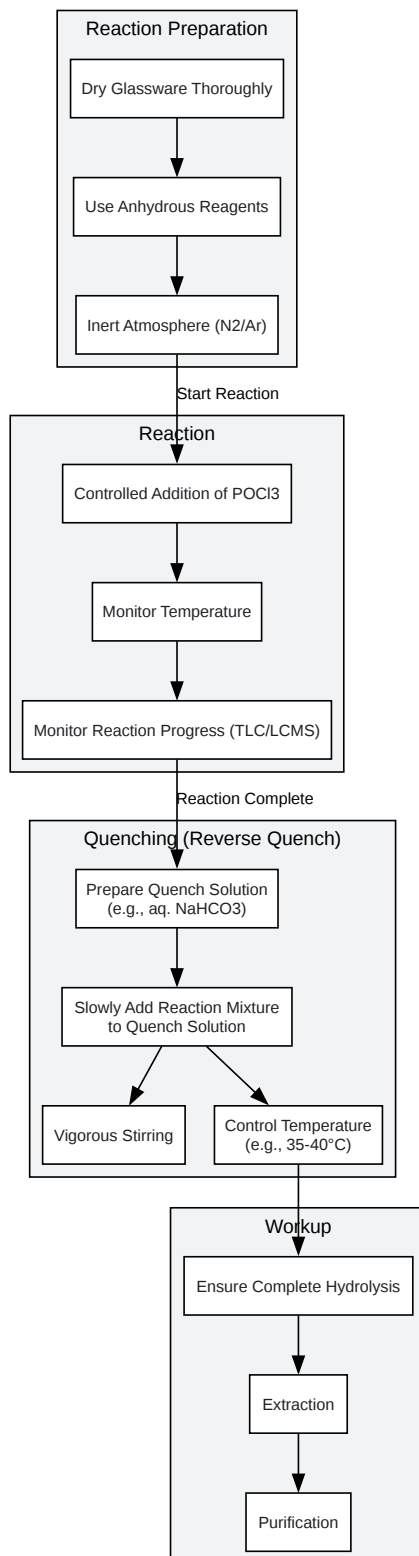 Reaction Preparation
Dry Glassware Thoroughly
Use Anhydrous Reagents
Inert Atmosphere (N2/Ar)
Start Reaction
Reaction
Controlled Addition of POCl3
Monitor Temperature
Monitor Reaction Progress (TLC/LCMS)
Reaction Complete
Quenching (Reverse Quench)
Prepare Quench Solution
(e.g., aq. NaHCO3)
Slowly Add Reaction Mixture
to Quench Solution
Vigorous Stirring
Control Temperature
(e.g., 35-40°C)
Workup
Ensure Complete Hydrolysis
Extraction
Purification